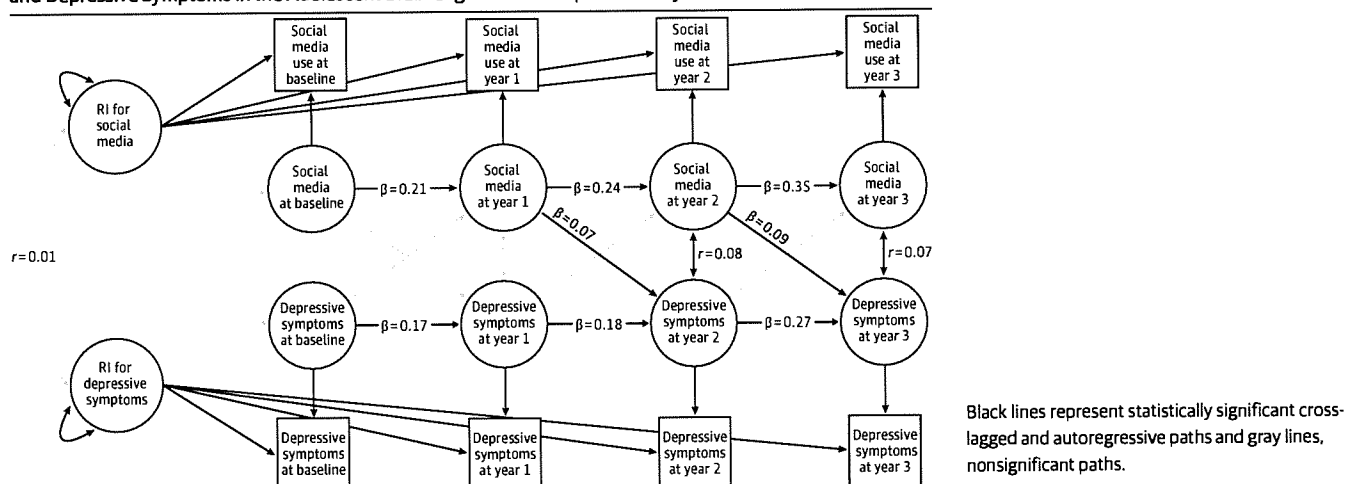 and Depressive Symptoms in
Social
media
use at
baseline
Social
media
use at
year 1
Social
media
use at
year 2
Social
media
use at
year 3
RI for
social
media
Social
media
at baseline
β=0.21
Social
media
at year 1
β=0.24
Social
media
at year 2
β=0.35
Social
media
at year 3
β=0.07
β=0.09
r=0.01
r=0.08
r=0.07
Depressive
symptoms
at baseline
β=0.17
Depressive
symptoms
at year 1
β=0.18
Depressive
symptoms
at year 2
β=0.27
Depressive
symptoms
at year 3
RI for
depressive
symptoms
Depressive
symptoms
at baseline
Depressive
symptoms
at year 1
Depressive
symptoms
at year 2
Depressive
symptoms
at year 3
Black lines represent statistically significant cross-
lagged and autoregressive paths and gray lines,
nonsignificant paths.